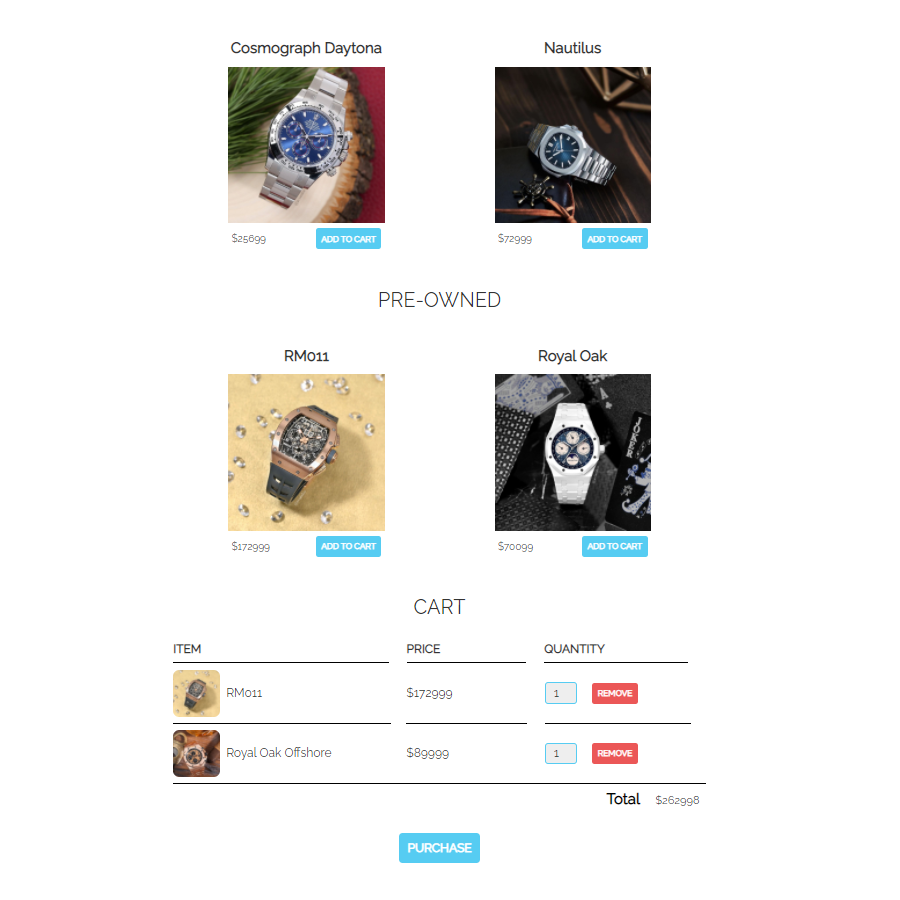 Cosmograph Daytona
Nautilus
$25699
ADD TO CART
$72999
ADD TO CART
PRE-OWNED
RM011
Royal Oak
JOKER
$172999
ADD TO CART
$70099
ADD TO CART
CART
ITEM
PRICE
QUANTITY
RM011
$172999
1
REMOVE
Royal Oak Offshore
$89999
1
REMOVE
Total
$262998
PURCHASE